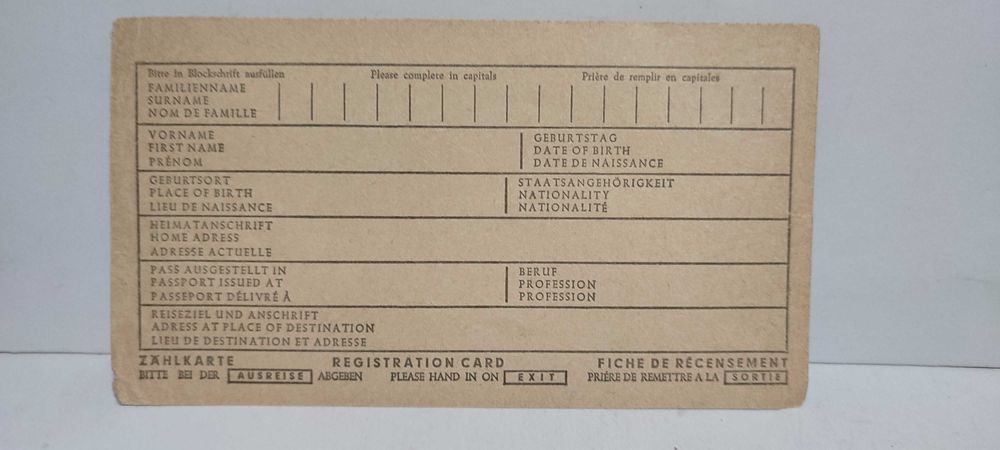 Bitte in Blockschrift ausfüllen Please complete in capitals Prière de remplir en capitales
FAMILIENNAME
SURNAME
NOM DE FAMILLE
VORNAME GEBURTSTAG
FIRST NAME DATE OF BIRTH
PRÉNOM DATE DE NAISSANCE
GEBURTSORT STAATSANGEHÖRIGKEIT
PLACE OF BIRTH NATIONALITY
LIEU DE NAISSANCE NATIONALITÉ
HEIMATANSCHRIFT
HOME ADRESS
ADRESSE ACTUELLE
PASS AUSGESTELLT IN BERUF
PASSPORT ISSUED AT PROFESSION
PASSEPORT DÉLIVRÉ À PROFESSION
REISEZIEL UND ANSCHRIFT
ADRESS AT PLACE OF DESTINATION
LIEU DE DESTINATION ET ADRESSE
ZÄHLKARTE REGISTRATION CARD FICHE DE RÉCENSEMENT
BITTE BEI DER AUSREISE ABGEBEN PLEASE HAND IN ON EXIT PRIÉRE DE REMETTRE A LA SORTIE